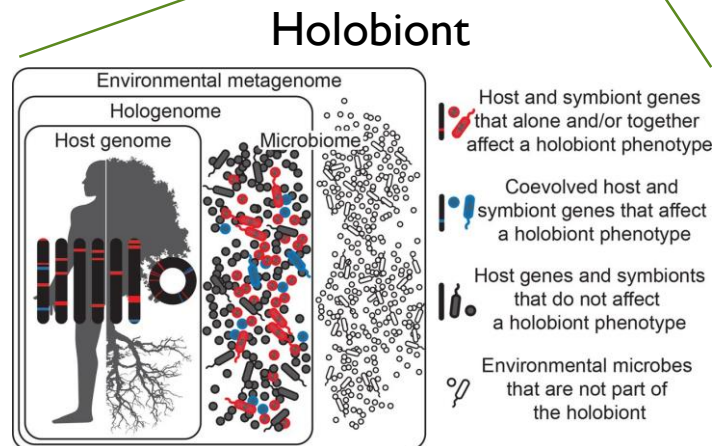 Holobiont
Environmental metagenome
Hologenome
Host genome
Microbiome
Host and symbiont genes
that alone and/or together
affect a holobiont phenotype
Coevolved host and
symbiont genes that affect
a holobiont phenotype
Host genes and symbionts
that do not affect
a holobiont phenotype
Environmental microbes
that are not part of
the holobiont